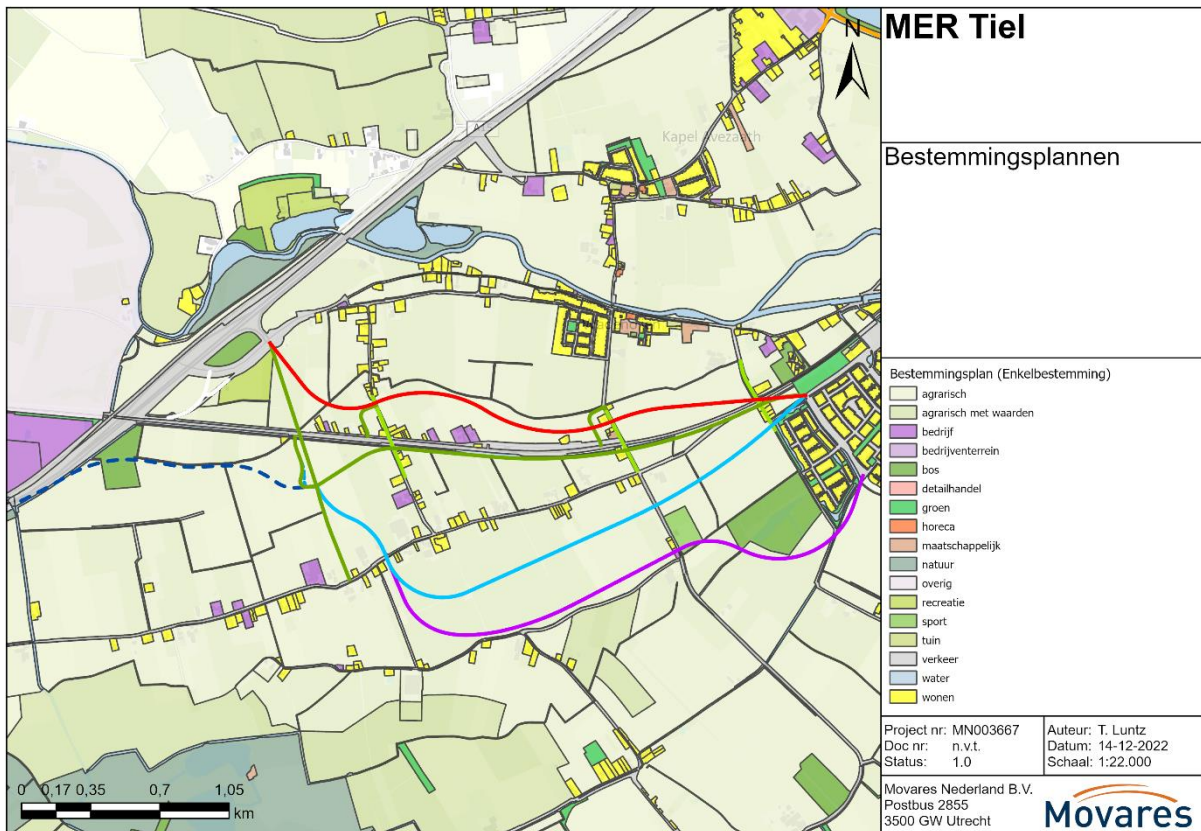 MER Tiel
Bestemmingsplannen
N
Kapel Avezaath
Bestemmingsplan (Enkelbestemming)
agrarisch
agrarisch met waarden
bedrijf
bedrijventerrein
bos
detailhandel
groen
horeca
maatschappelijk
natuur
overig
recreatie
sport
tuin
verkeer
water
wonen
Project nr: MN003667
Doc nr: n.v.t.
Status: 1.0
Auteur: T. Luntz
Datum: 14-12-2022
Schaal: 1:22.000
Movares Nederland B.V.
Postbus 2855
3500 GW Utrecht
Movares
0 0,17 0,35 0,7 1,05
km